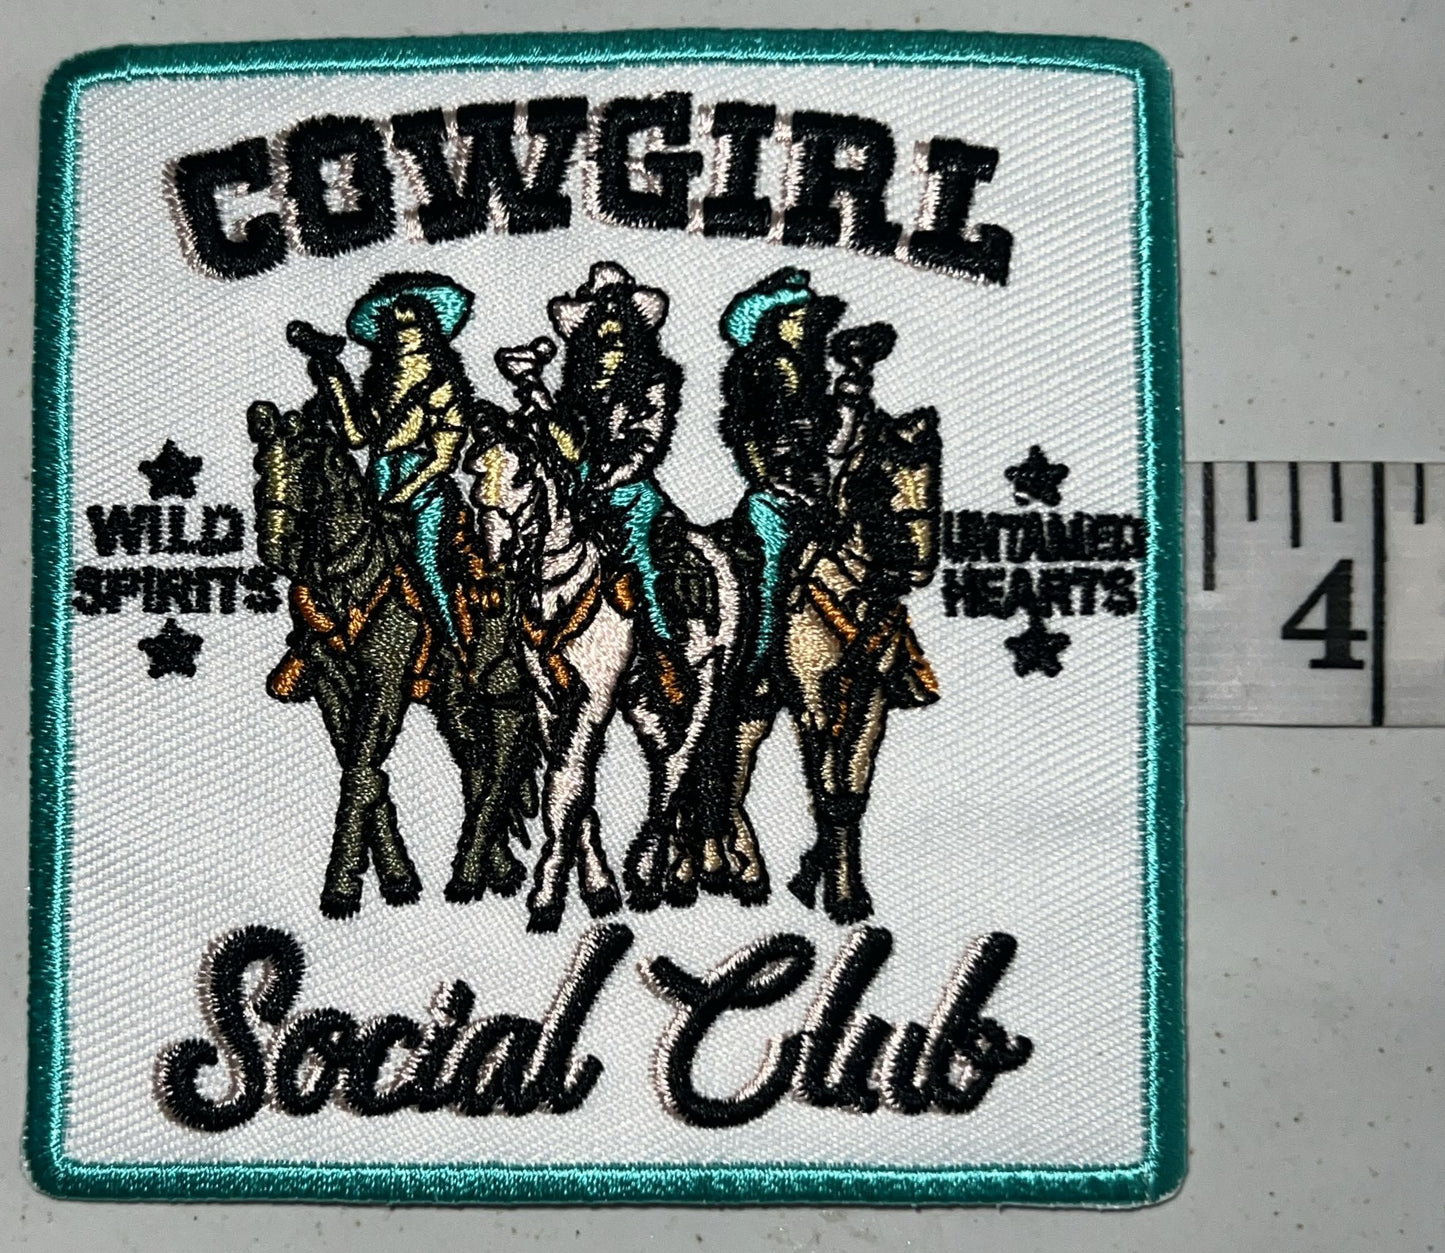 COWGIRL
WILD
SPIRITS
UNTAMED
HEARTS
4
Social Club